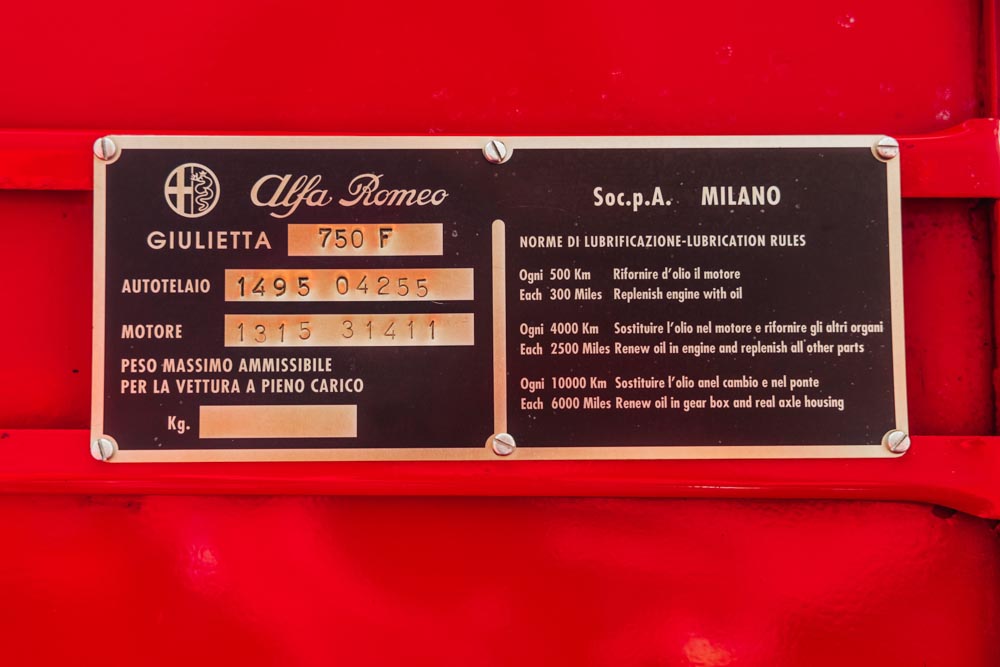 Alfa Romeo
GIULIETTA 750 F
AUTOTELAIO 1495 04255
MOTORE 1315 31411
PESO MASSIMO AMMISSIBILE
PER LA VETTURA A PIENO CARICO
Kg.
Soc.p.A. MILANO
NORME DI LUBRIFICAZIONE-LUBRICATION RULES
Ogni 500 Km Rifornire d'olio il motore
Each 300 Miles Replenish engine with oil
Ogni 4000 Km Sostituire l'olio nel motore e rifornire gli altri organi
Each 2500 Miles Renew oil in engine and replenish all other parts
Ogni 10000 Km Sostituire l'olio anel cambio e nel ponte
Each 6000 Miles Renew oil in gear box and real axle housing